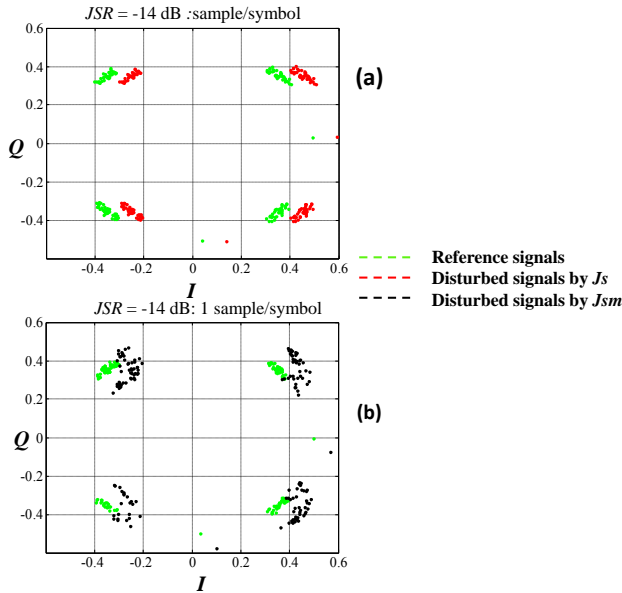 JSR = -14 dB :sample/symbol
0.6
0.4
0.2
0
-0.2
-0.4
Q
-0.4 -0.2 0 0.2 0.4 0.6
I
(a)
Reference signals
Disturbed signals by Js
Disturbed signals by Jsm
JSR = -14 dB: 1 sample/symbol
0.6
0.4
0.2
0
-0.2
-0.4
Q
-0.4 -0.2 0 0.2 0.4 0.6
I
(b)